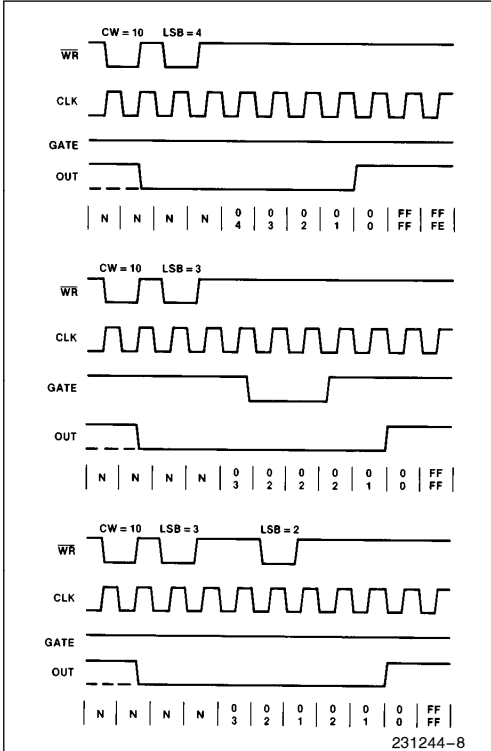 CW = 10 LSB = 4
WR
CLK
GATE
OUT
N N N N 0 0 0 0 0 FF FF
4 3 2 1 0 FF FE
CW = 10 LSB = 3
WR
CLK
GATE
OUT
N N N N 0 0 0 0 0 0 FF
3 2 2 2 1 0 FF
CW = 10 LSB = 3 LSB = 2
WR
CLK
GATE
OUT
N N N N 0 0 0 0 0 0 FF
3 2 1 2 1 0 FF
231244-8